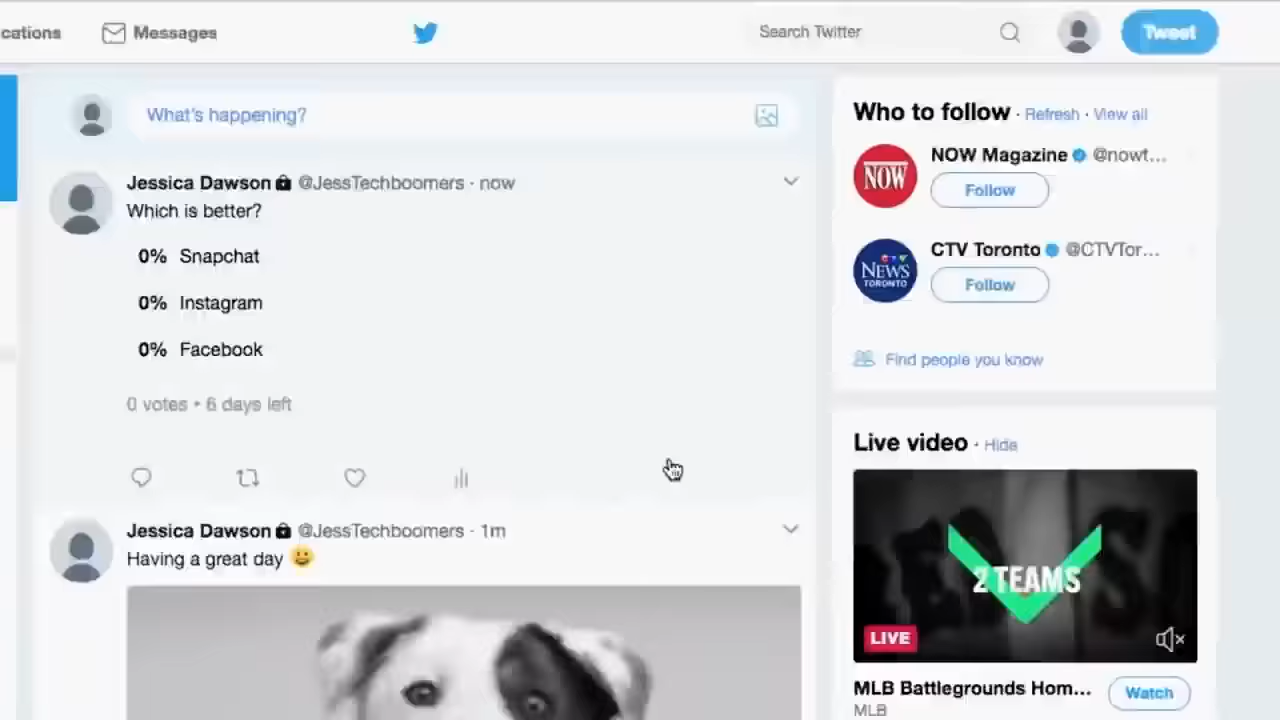 cations
Messages
Search Twitter
Tweet
What's happening?
Jessica Dawson @JessTechboomers · now
Which is better?
0% Snapchat
0% Instagram
0% Facebook
0 votes • 6 days left
Jessica Dawson @JessTechboomers · 1m
Having a great day 😀
Who to follow · Refresh · View all
NOW
NOW Magazine @nowt...
Follow
NEWS
TORONTO
CTV Toronto @CTVTor...
Follow
Find people you know
Live video · Hide
2 TEAMS
LIVE
MLB Battlegrounds Hom...
Watch
MLB